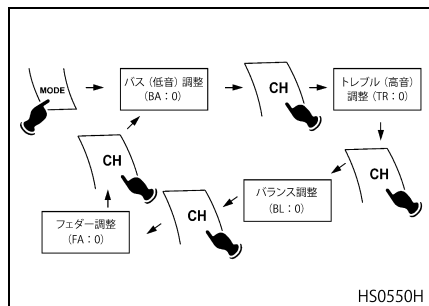 MODE
バス（低音）調整
(BA：0)
CH
トレブル（高音）
調整（TR：0）
CH
バランス調整
(BL：0)
CH
フェダー調整
(FA：0)
CH
HS0550H